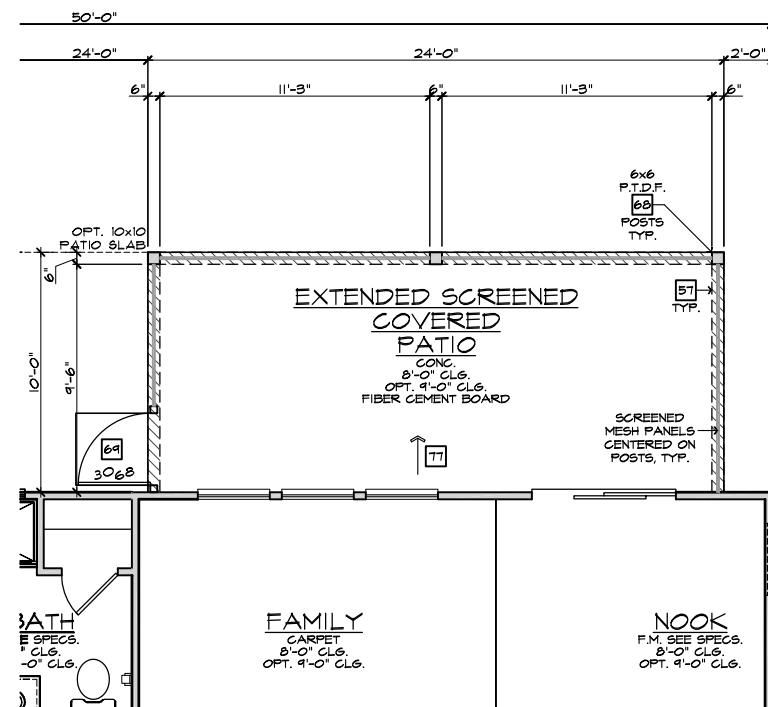 50'-0"
24'-0" 24'-0" 2'-0"
6" 11'-3" 6" 11'-3" 6"
6x6
P.T.D.F.
68
POSTS
TYP.
OPT. 10x10
PATIO SLAB
6"
57
TYP.
EXTENDED SCREENED
COVERED
PATIO
CONC.
8'-0" CLG.
OPT. 9'-0" CLG.
FIBER CEMENT BOARD
10'-0"
9'-6"
SCREENED
MESH PANELS
CENTERED ON
POSTS, TYP.
69
3068
77
BATH
E SPECS.
" CLG.
-0" CLG.
FAMILY
CARPET
8'-0" CLG.
OPT. 9'-0" CLG.
NOOK
F.M. SEE SPECS.
8'-0" CLG.
OPT. 9'-0" CLG.